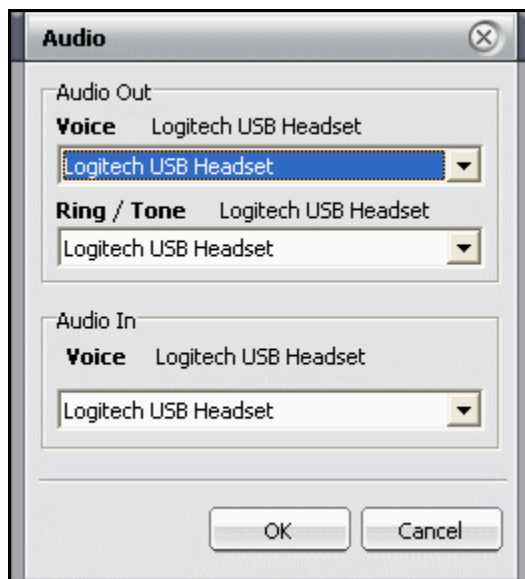 Audio
Audio Out
Voice Logitech USB Headset
Logitech USB Headset
Ring / Tone Logitech USB Headset
Logitech USB Headset
Audio In
Voice Logitech USB Headset
Logitech USB Headset
OK Cancel